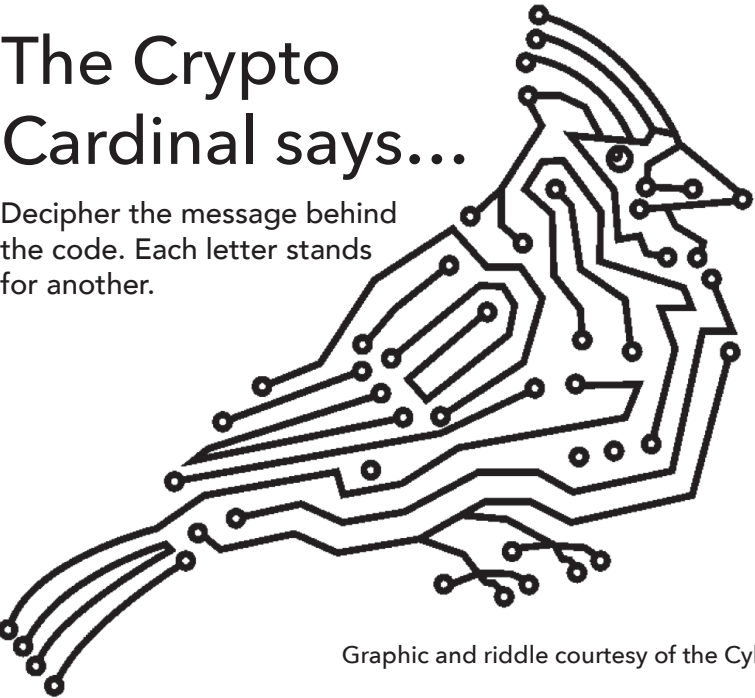 The Crypto
Cardinal says...
Decipher the message behind
the code. Each letter stands
for another.
Graphic and riddle courtesy of the